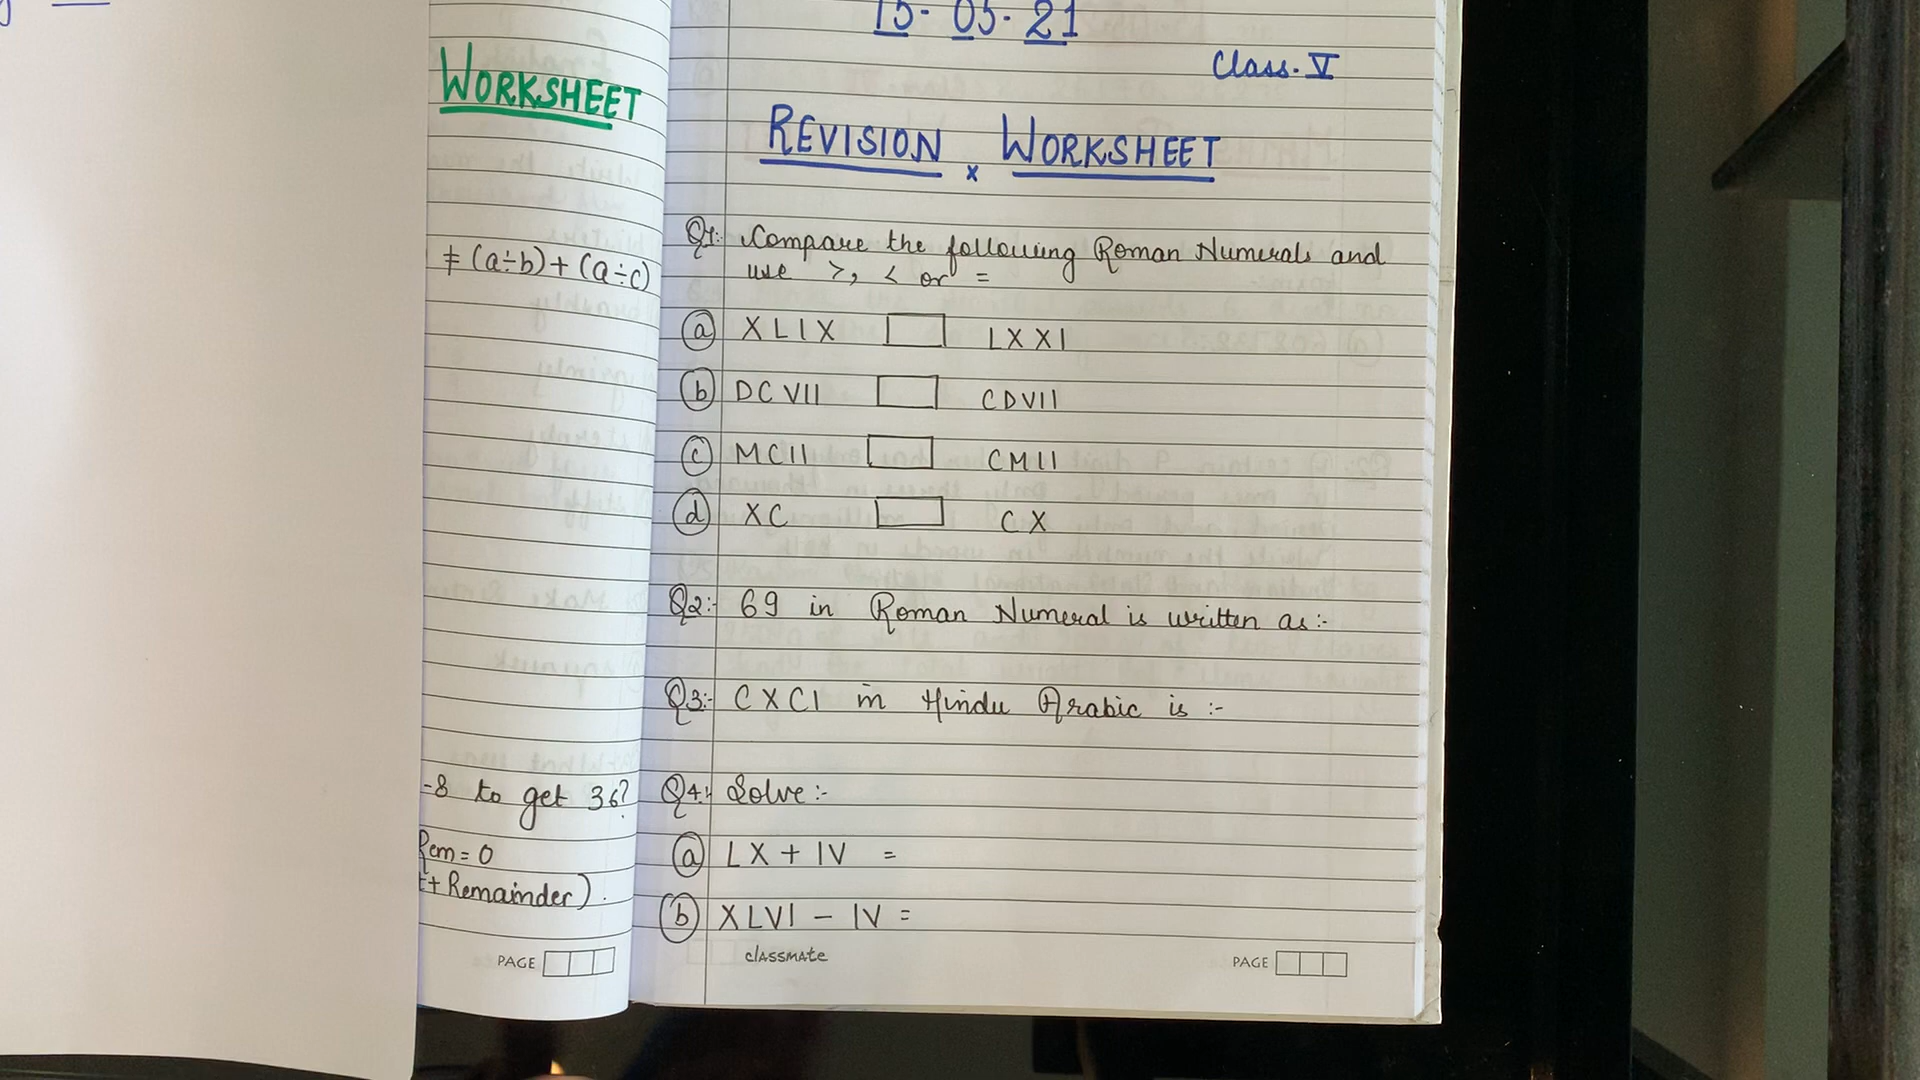 WORKSHEET
≠ (a÷b) + (a÷c)
-8 to get 36?
Rem = 0
t+ Remainder).
PAGE
15-05-21
Class. V
REVISION WORKSHEET
Q1:- Compare the following Roman Numerals and
use >, < or =
(a) XLIX LXXI
(b) DCVII CDVII
(c) MCII CMII
(d) XC CX
Q2:- 69 in Roman Numeral is written as:-
Q3:- CXCI in Hindu Arabic is :-
Q4:- Solve :-
(a) LX + IV =
(b) XLVI - IV =
classmate
PAGE